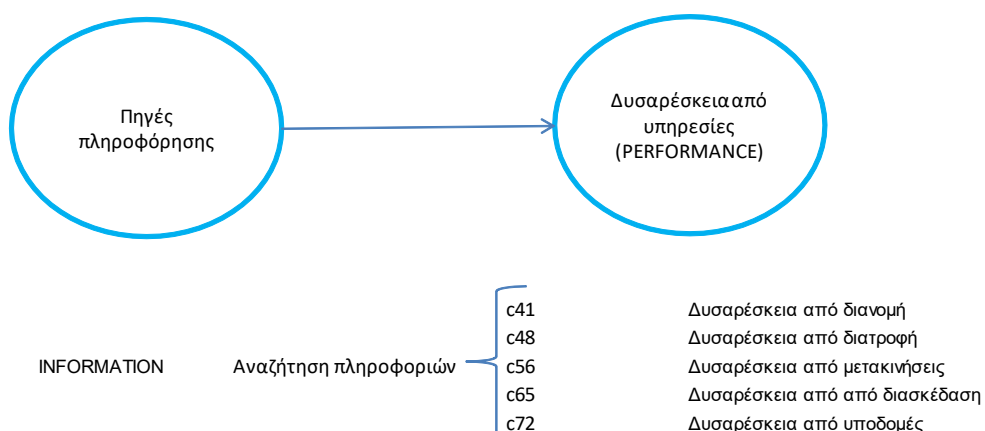 Πηγές
πληροφόρησης
Δυσαρέσκεια από
υπηρεσίες
(PERFORMANCE)
c41 Δυσαρέσκεια από διανομή
c48 Δυσαρέσκεια από διατροφή
INFORMATION Αναζήτηση πληροφοριών c56 Δυσαρέσκεια από μετακινήσεις
c65 Δυσαρέσκεια από από διασκέδαση
c72 Δυσαρέσκεια από υποδομές